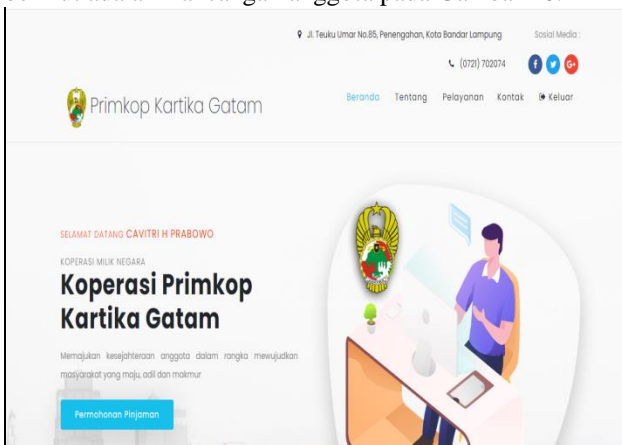 Jl. Teuku Umar No.85, Penengahan, Kota Bandar Lampung
Sosial Media :
(0721) 702074
Primkop Kartika Gatam
Beranda Tentang Pelayanan Kontak Keluar
SELAMAT DATANG CAVITRI H PRABOWO
KOPERASI MILIK NEGARA
Koperasi Primkop
Kartika Gatam
Memajukan kesejahteraan anggota dalam rangka mewujudkan
masyarakat yang maju, adil dan makmur
Permohonan Pinjaman